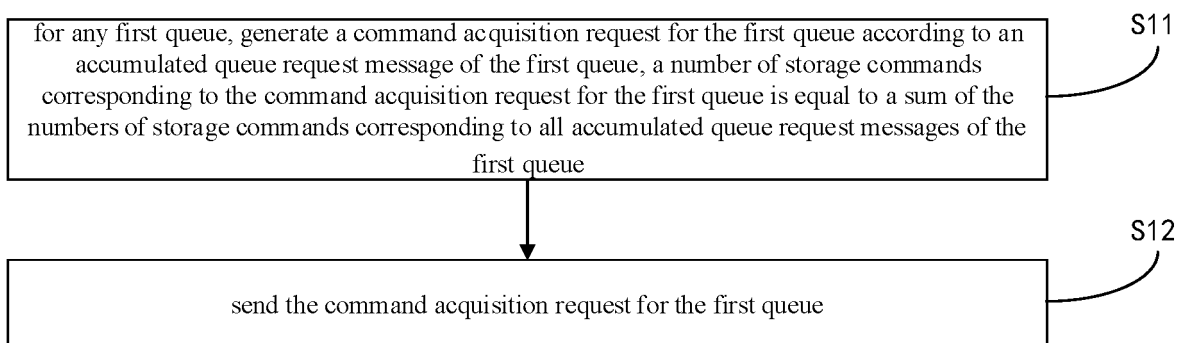 S11
for any first queue, generate a command acquisition request for the first queue according to an
accumulated queue request message of the first queue, a number of storage commands
corresponding to the command acquisition request for the first queue is equal to a sum of the
numbers of storage commands corresponding to all accumulated queue request messages of the
first queue
S12
send the command acquisition request for the first queue